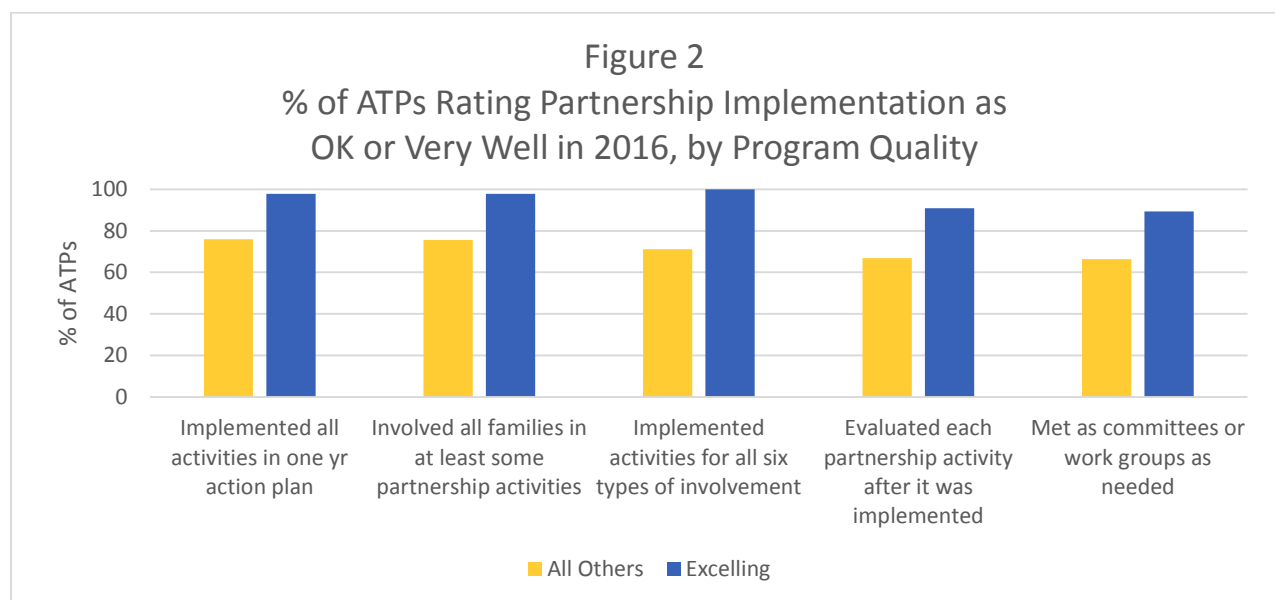 Figure 2
% of ATPs Rating Partnership Implementation as
OK or Very Well in 2016, by Program Quality
% of ATPs
100
80
60
40
20
0
Implemented all
activities in one yr
action plan
Involved all families in
at least some
partnership activities
Implemented
activities for all six
types of involvement
Evaluated each
partnership activity
after it was
implemented
Met as committees or
work groups as
needed
All Others
Excelling